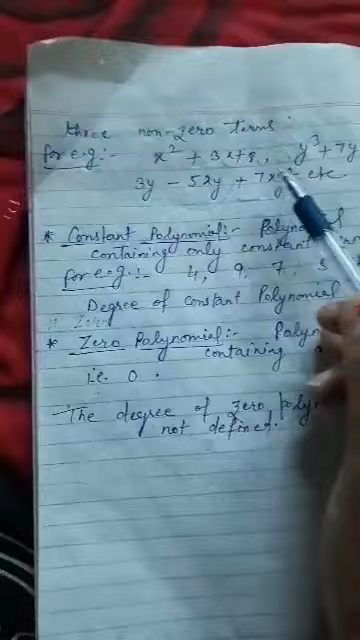 three non-zero terms
for e.g:- x² + 3x+8, y³ + 7y
3y - 5xy + 7 etc
* Constant Polynomial:- Polynomial
containing only constant
for e.g:- 4, 9, 7, 5
Degree of Constant Polynomial
:: Zero
* Zero Polynomial:- Polyn
containing
i.e. 0.
The degree of zero poly
not defined.